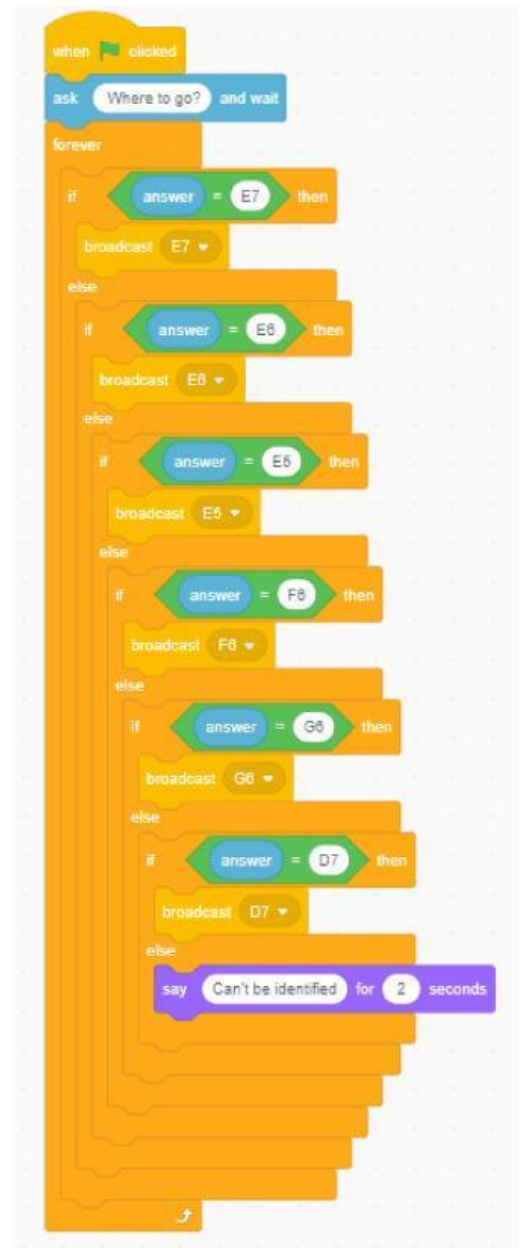 when clicked
ask Where to go? and wait
forever
if answer = E7 then
broadcast E7
else
if answer = E6 then
broadcast E6
else
if answer = E5 then
broadcast E5
else
if answer = F6 then
broadcast F6
else
if answer = G6 then
broadcast G6
else
if answer = D7 then
broadcast D7
else
say Can't be identified for 2 seconds